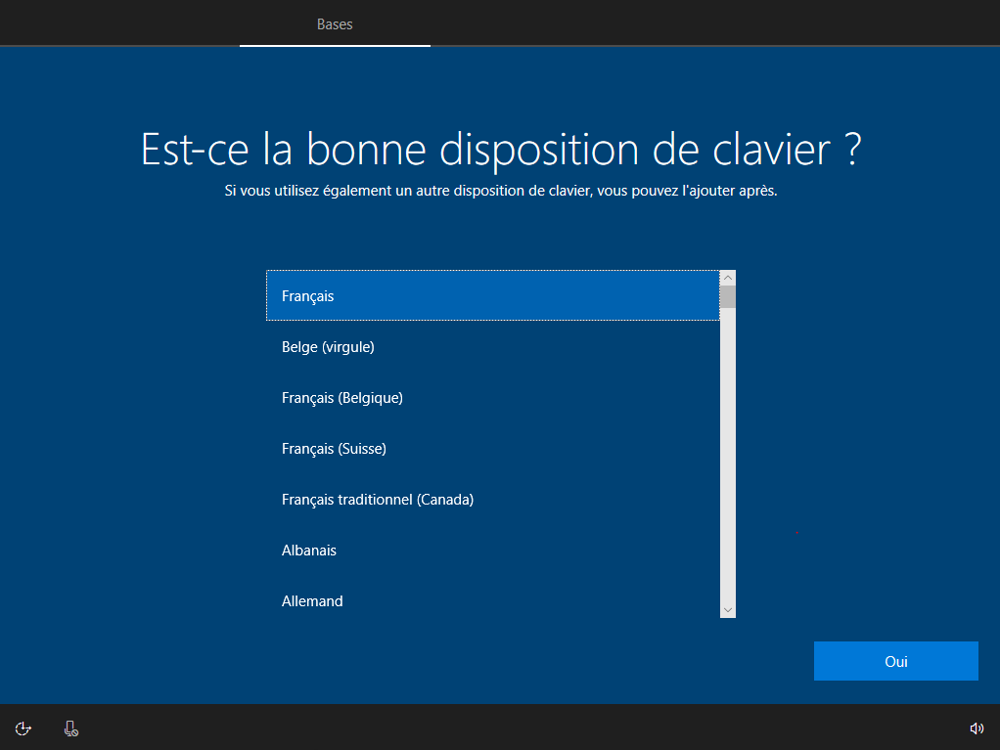 Bases
Est-ce la bonne disposition de clavier ?
Si vous utilisez également un autre disposition de clavier, vous pouvez l'ajouter après.
Français
Belge (virgule)
Français (Belgique)
Français (Suisse)
Français traditionnel (Canada)
Albanais
Allemand
Oui